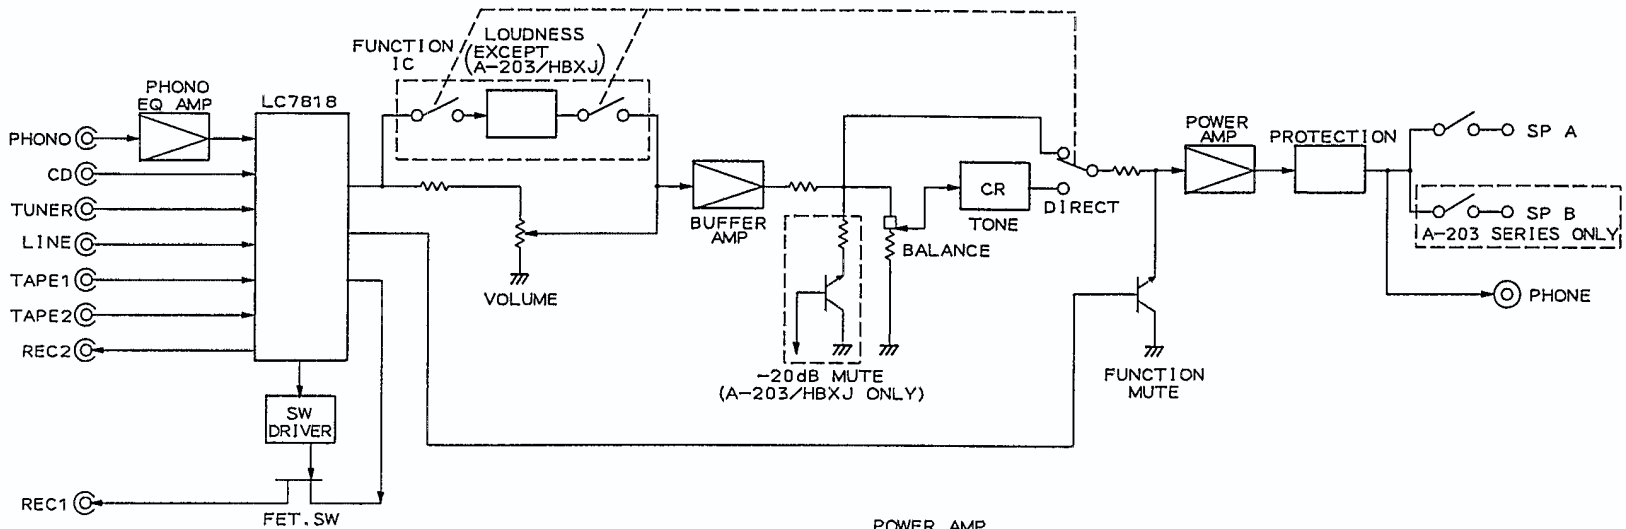 LOUDNESS
FUNCTION
IC
(EXCEPT
A-203/HBXJ)
PHONO
EQ AMP
LC7818
PHONO
CD
TUNER
LINE
TAPE1
TAPE2
REC2
REC1
SW
DRIVER
FET.SW
VOLUME
BUFFER
AMP
-20dB MUTE
(A-203/HBXJ ONLY)
BALANCE
CR
TONE
DIRECT
FUNCTION
MUTE
POWER
AMP
PROTECTION
SP A
SP B
A-203 SERIES ONLY
PHONE
POWER AMP